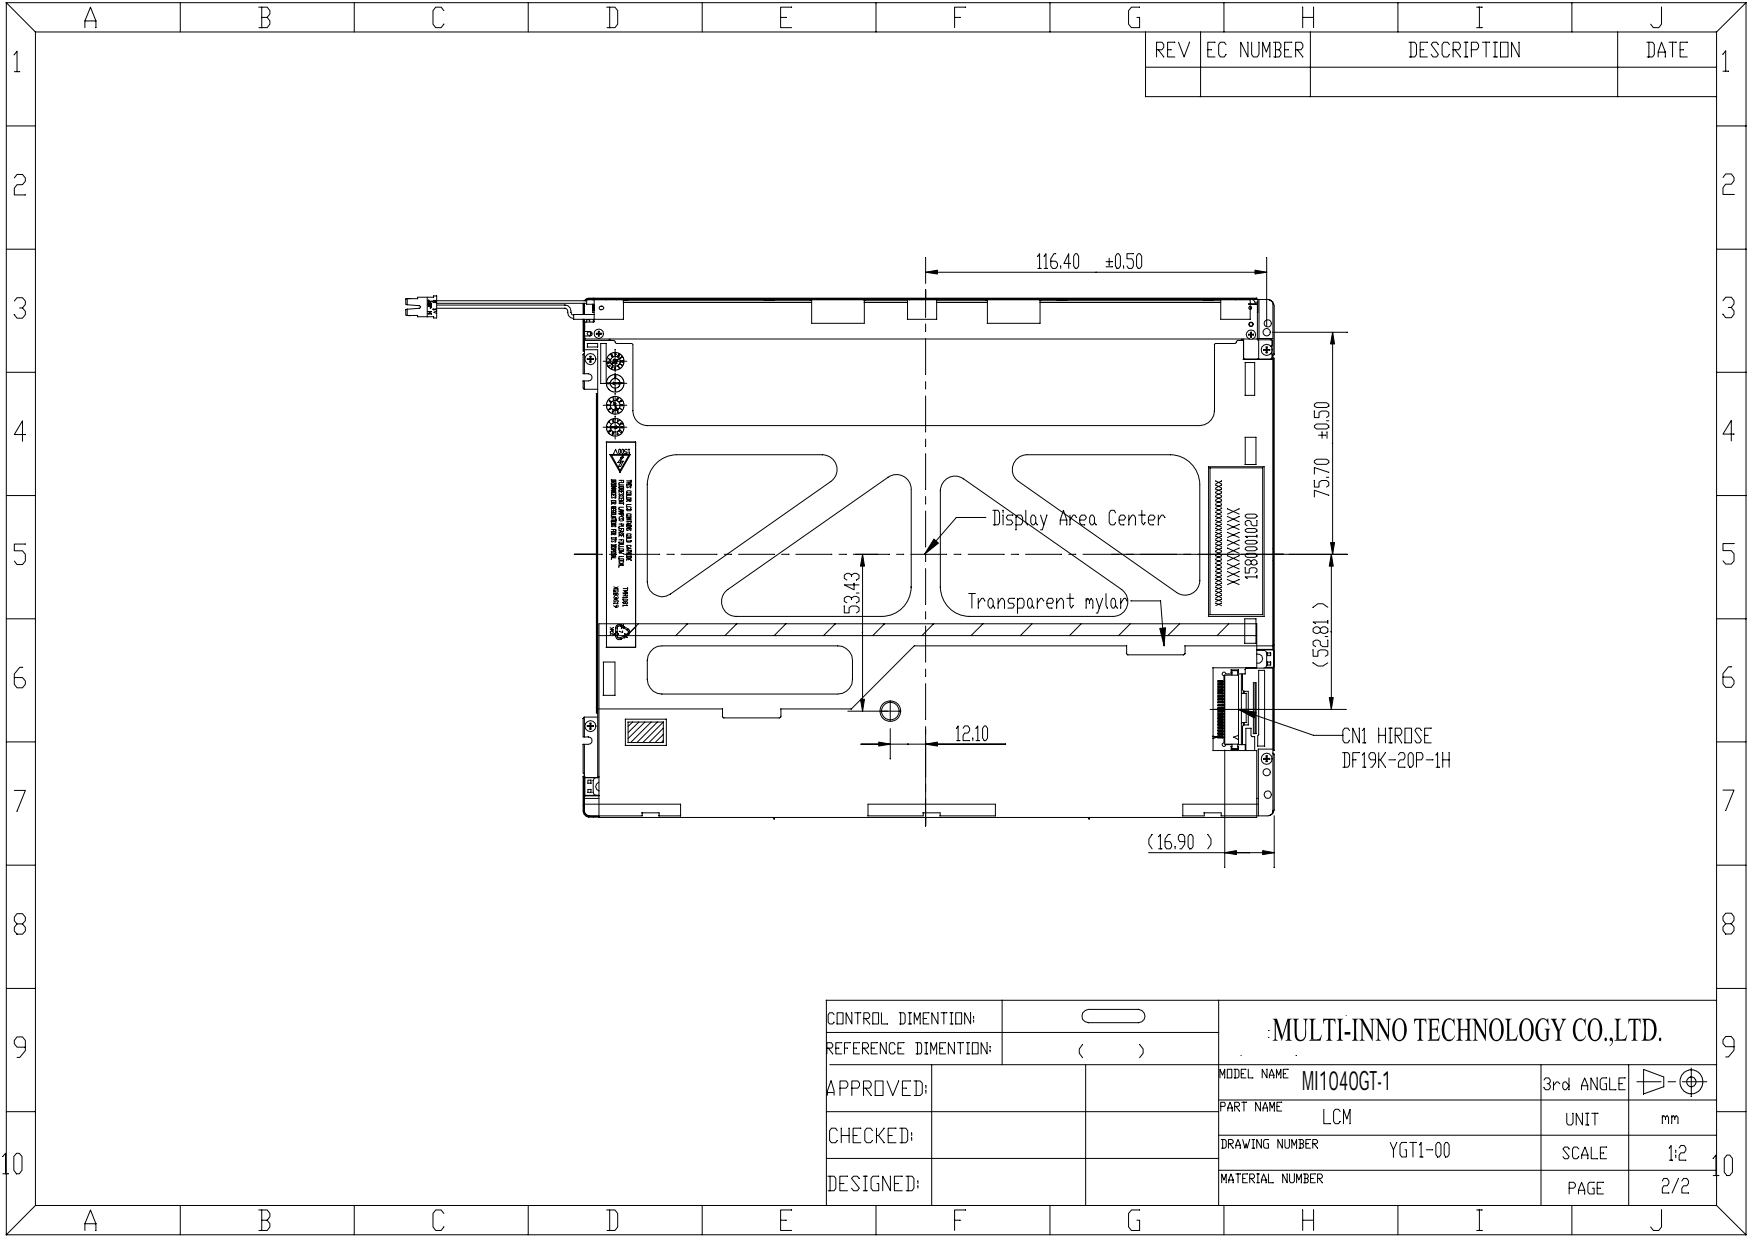 A B C D E F G H I J
REV EC NUMBER DESCRIPTION DATE
1 1
2 2
3 3
4 4
5 5
6 6
7 7
8 8
9 9
10 10
116.40 ±0.50
75.70 ±0.50
1500V
Display Area Center
XXXXXXXXXX
1580001020
53.43
Transparent mylar
(52.81 )
12.10
CN1 HIROSE
DF19K-20P-1H
(16.90 )
CONTROL DIMENTION:
REFERENCE DIMENTION: ( )
APPROVED:
CHECKED:
DESIGNED:
MULTI-INNO TECHNOLOGY CO.,LTD.
MODEL NAME MI1040GT-1 3rd ANGLE
PART NAME LCM UNIT mm
DRAWING NUMBER YGT1-00 SCALE 1:2
MATERIAL NUMBER PAGE 2/2
A B C D E F G H I J